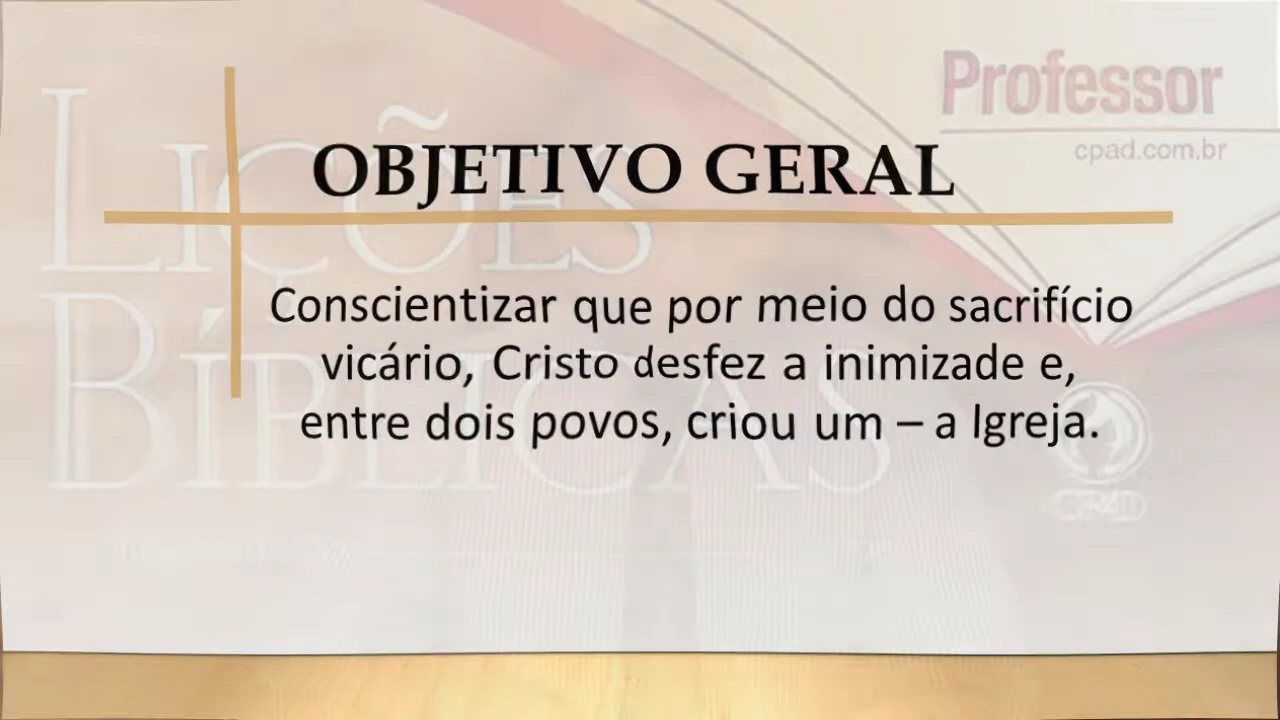 Professor
cpad.com.br
LIÇÕES
BÍBLICAS
OBJETIVO GERAL
Conscientizar que por meio do sacrifício
vicário, Cristo desfez a inimizade e,
entre dois povos, criou um – a Igreja.
CPAD